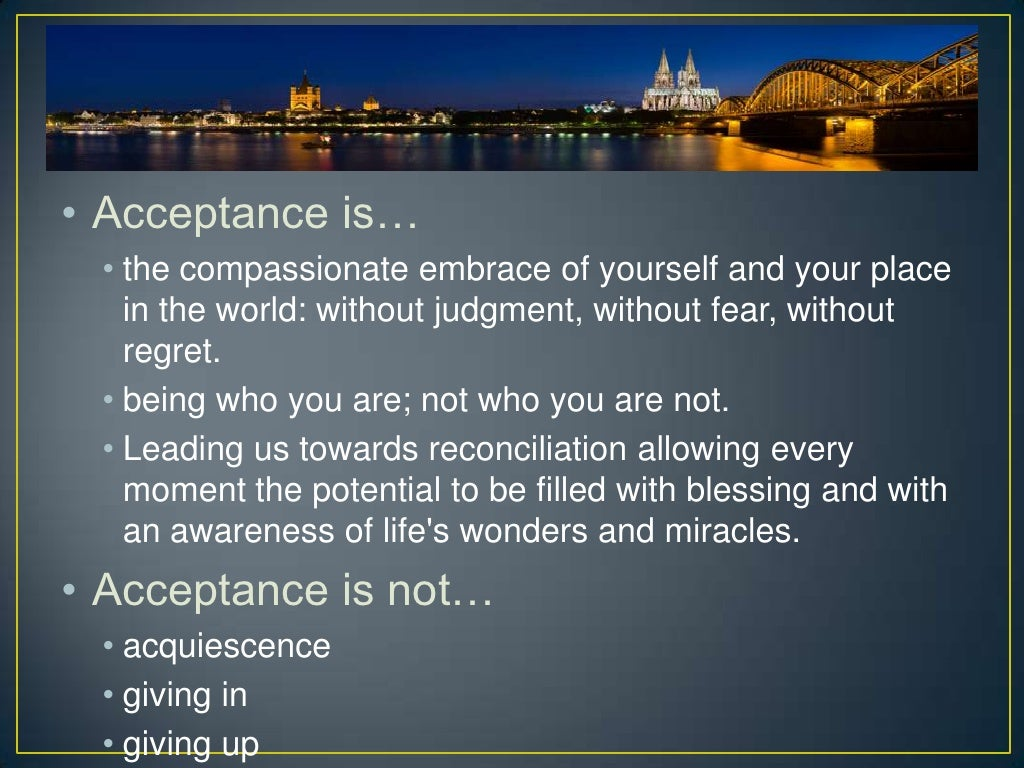 • Acceptance is…
• the compassionate embrace of yourself and your place
in the world: without judgment, without fear, without
regret.
• being who you are; not who you are not.
• Leading us towards reconciliation allowing every
moment the potential to be filled with blessing and with
an awareness of life's wonders and miracles.
• Acceptance is not…
• acquiescence
• giving in
• giving up